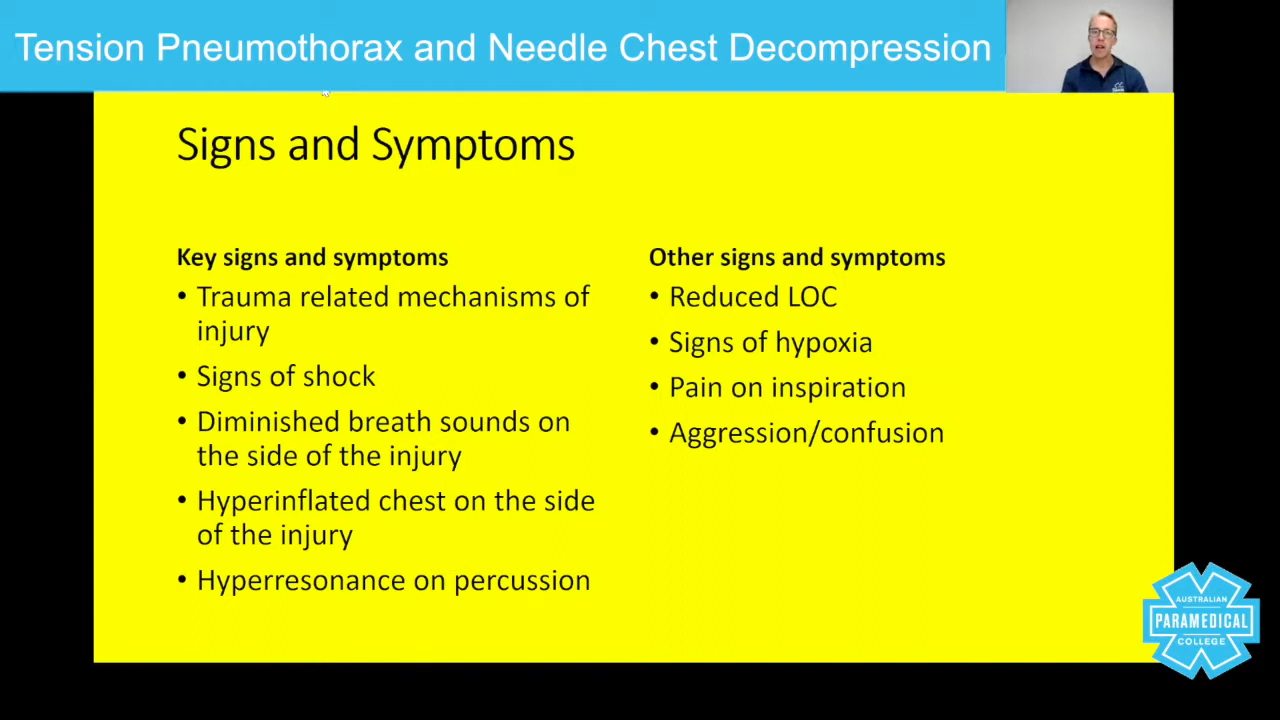 Tension Pneumothorax and Needle Chest Decompression
Signs and Symptoms
Key signs and symptoms
• Trauma related mechanisms of
injury
• Signs of shock
• Diminished breath sounds on
the side of the injury
• Hyperinflated chest on the side
of the injury
• Hyperresonance on percussion
Other signs and symptoms
• Reduced LOC
• Signs of hypoxia
• Pain on inspiration
• Aggression/confusion
AUSTRALIAN
PARAMEDICAL
COLLEGE